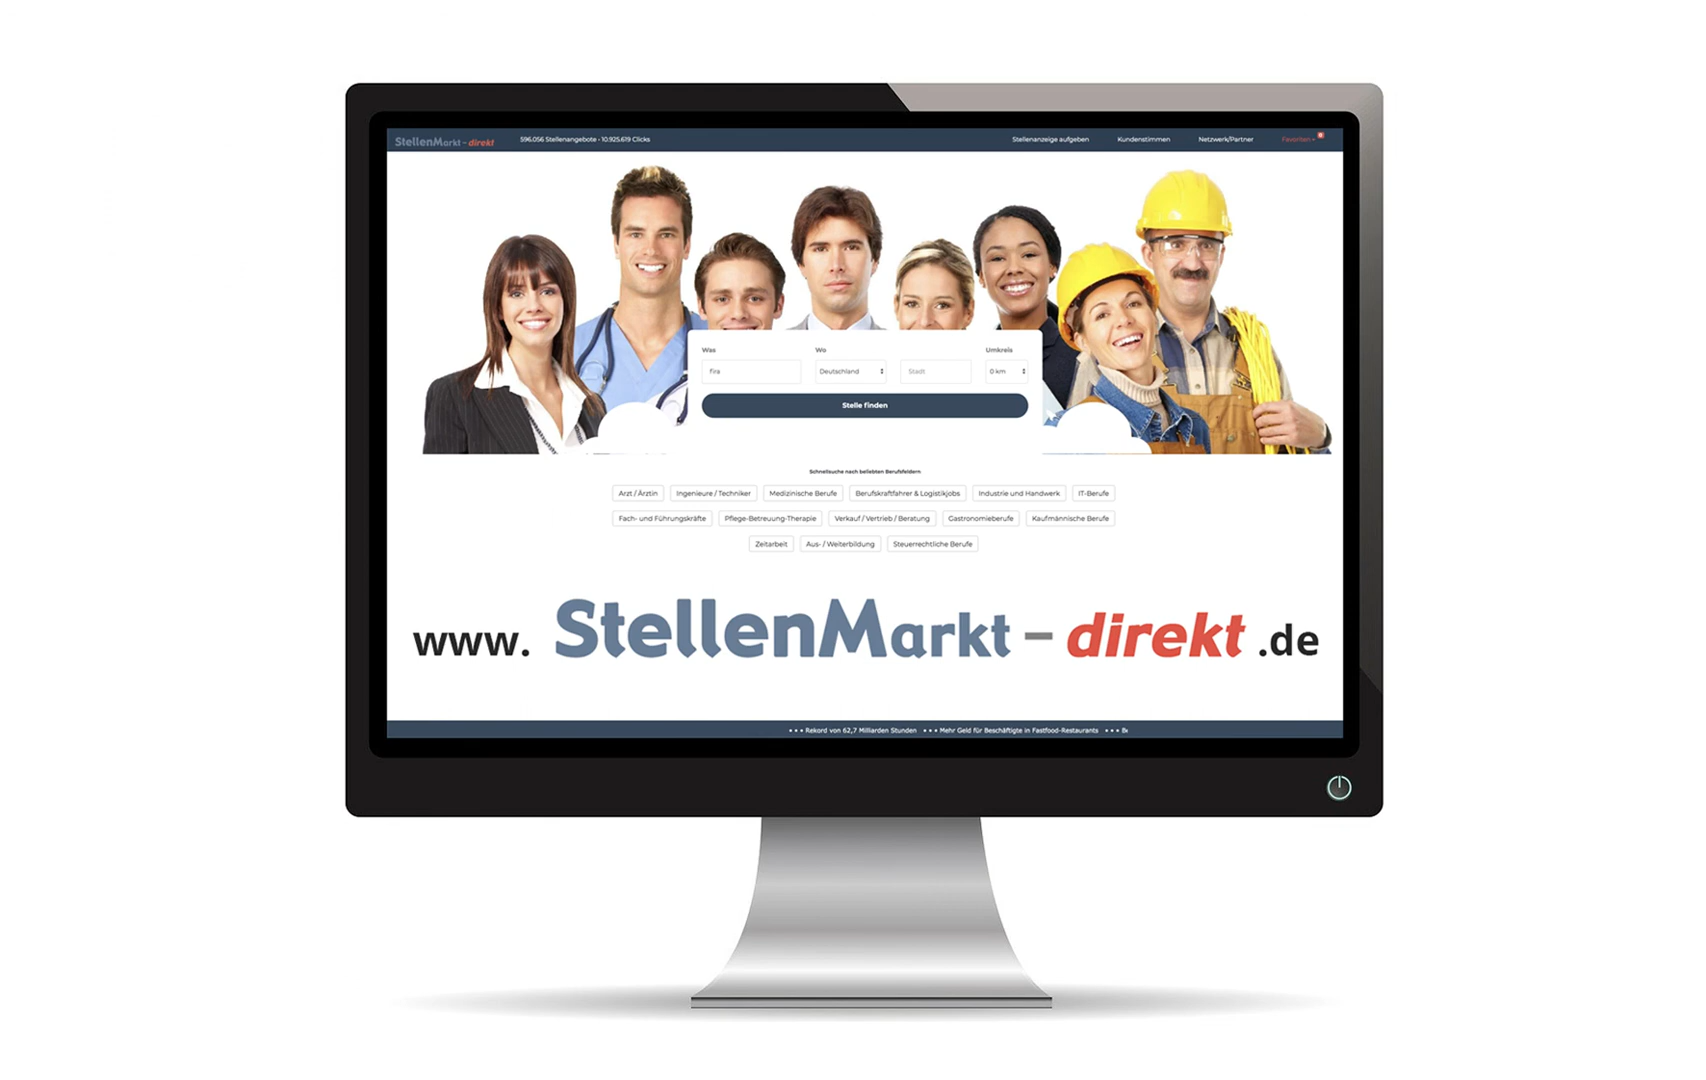 StellenMarkt-direkt 596.056 Stellenangebote • 10.925.619 Clicks Stellenanzeige aufgeben Kundenstimmen Netzwerk/Partner Favoriten
Was Wo Umkreis
fira Deutschland Stadt 0 km
Stelle finden
Schnellsuche nach beliebten Berufsfeldern
Arzt / Ärztin Ingenieure / Techniker Medizinische Berufe Berufskraftfahrer & Logistikjobs Industrie und Handwerk IT-Berufe
Fach- und Führungskräfte Pflege-Betreuung-Therapie Verkauf / Vertrieb / Beratung Gastronomieberufe Kaufmännische Berufe
Zeitarbeit Aus- / Weiterbildung Steuerrechtliche Berufe
www. StellenMarkt-direkt .de
• • • Rekord von 62,7 Milliarden Stunden • • • Mehr Geld für Beschäftigte in Fastfood-Restaurants • • • Be